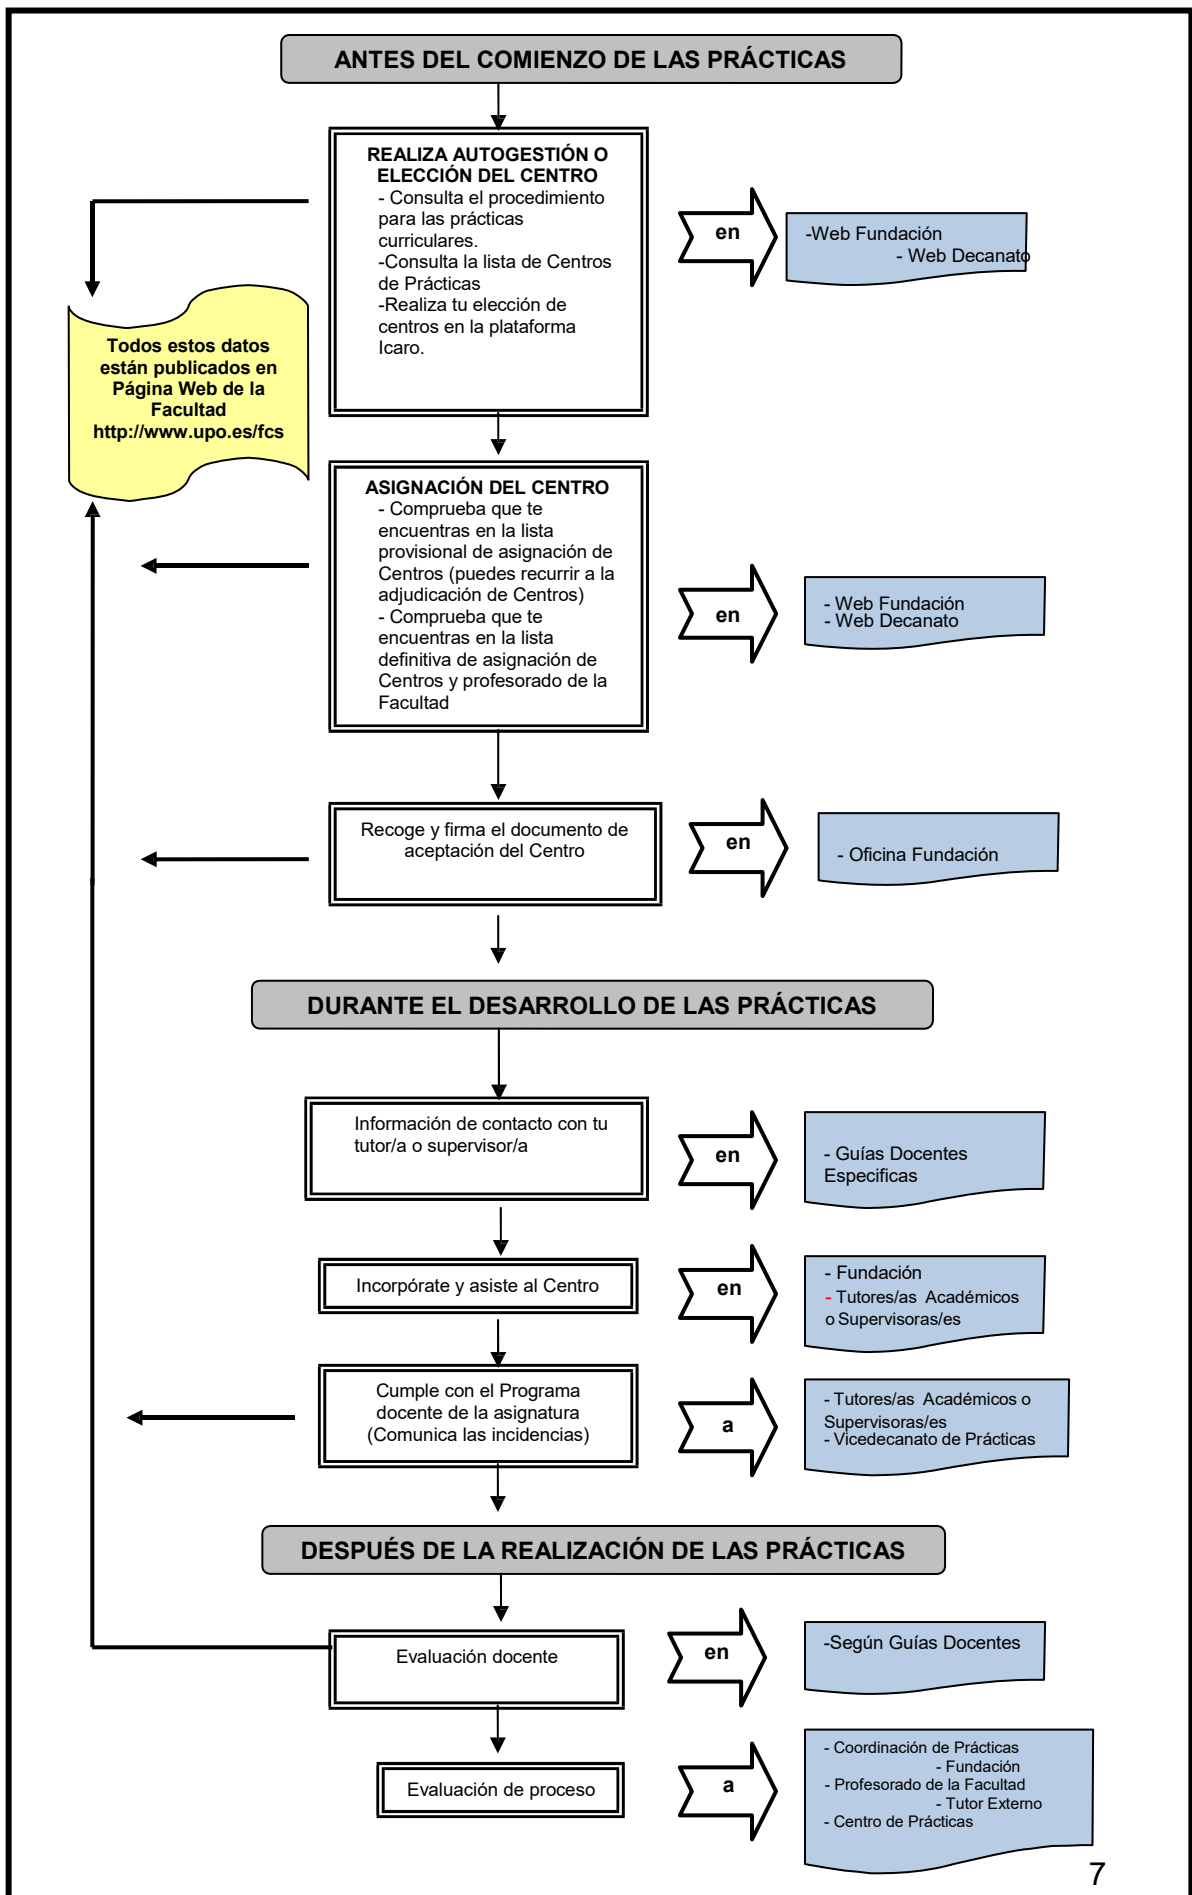 ANTES DEL COMIENZO DE LAS PRÁCTICAS
REALIZA AUTOGESTIÓN O
ELECCIÓN DEL CENTRO
- Consulta el procedimiento
para las prácticas
curriculares.
-Consulta la lista de Centros
de Prácticas
-Realiza tu elección de
centros en la plataforma
Icaro.
en
-Web Fundación
- Web Decanato
Todos estos datos
están publicados en
Página Web de la
Facultad
http://www.upo.es/fcs
ASIGNACIÓN DEL CENTRO
- Comprueba que te
encuentras en la lista
provisional de asignación de
Centros (puedes recurrir a la
adjudicación de Centros)
- Comprueba que te
encuentras en la lista
definitiva de asignación de
Centros y profesorado de la
Facultad
en
- Web Fundación
- Web Decanato
Recoge y firma el documento de
aceptación del Centro
en
- Oficina Fundación
DURANTE EL DESARROLLO DE LAS PRÁCTICAS
Información de contacto con tu
tutor/a o supervisor/a
en
- Guías Docentes
Especificas
Incorpórate y asiste al Centro
en
- Fundación
- Tutores/as Académicos
o Supervisoras/es
Cumple con el Programa
docente de la asignatura
(Comunica las incidencias)
a
- Tutores/as Académicos o
Supervisoras/es
- Vicedecanato de Prácticas
DESPUÉS DE LA REALIZACIÓN DE LAS PRÁCTICAS
Evaluación docente
en
-Según Guías Docentes
Evaluación de proceso
a
- Coordinación de Prácticas
- Fundación
- Profesorado de la Facultad
- Tutor Externo
- Centro de Prácticas
7